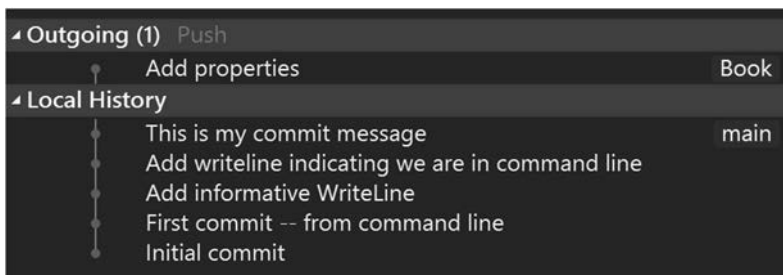 Outgoing (1) Push
Add properties Book
Local History
This is my commit message main
Add writeline indicating we are in command line
Add informative WriteLine
First commit -- from command line
Initial commit